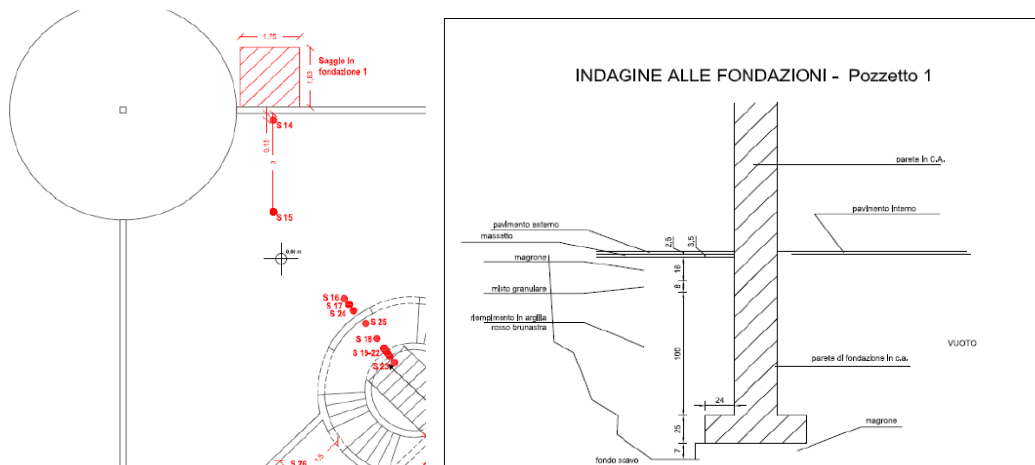 1,75
Saggio in
fondazione 1
1,63
S 14
0.15
3
S 15
0,00 m
S 16
S 17
S 24
S 25
S 18
S 19-22
S 23
1,5
S 26
INDAGINE ALLE FONDAZIONI - Pozzetto 1
parete in C.A.
pavimento interno
pavimento esterno
massetto
2,5
3,5
magrone
16
8
misto granulare
riempimento in argilla
rosso brunastra
100
VUOTO
parete di fondazione in c.a.
24
25
magrone
7
fondo scavo